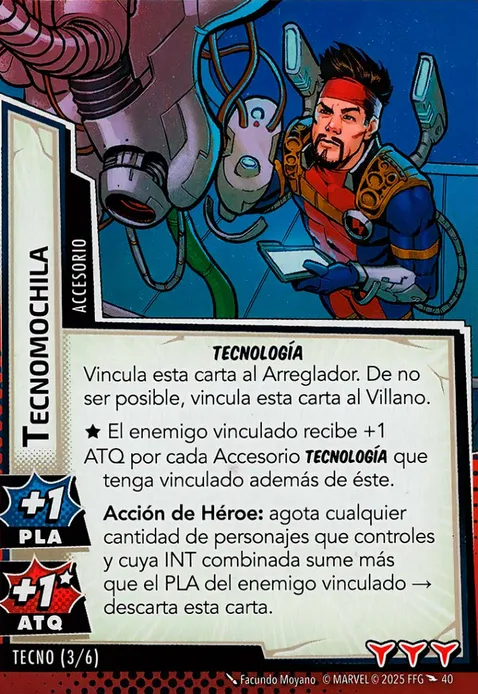 TECNOMOCHILA
ACCESORIO
TECNOLOGÍA
Vincula esta carta al Arreglador. De no
ser posible, vincula esta carta al Villano.
★ El enemigo vinculado recibe +1
ATQ por cada Accesorio TECNOLOGÍA que
tenga vinculado además de éste.
Acción de Héroe: agota cualquier
cantidad de personajes que controles
y cuya INT combinada sume más
que el PLA del enemigo vinculado →
descarta esta carta.
+1
PLA
+1★
ATQ
TECNO (3/6)
Facundo Moyano © MARVEL © 2025 FFG 40